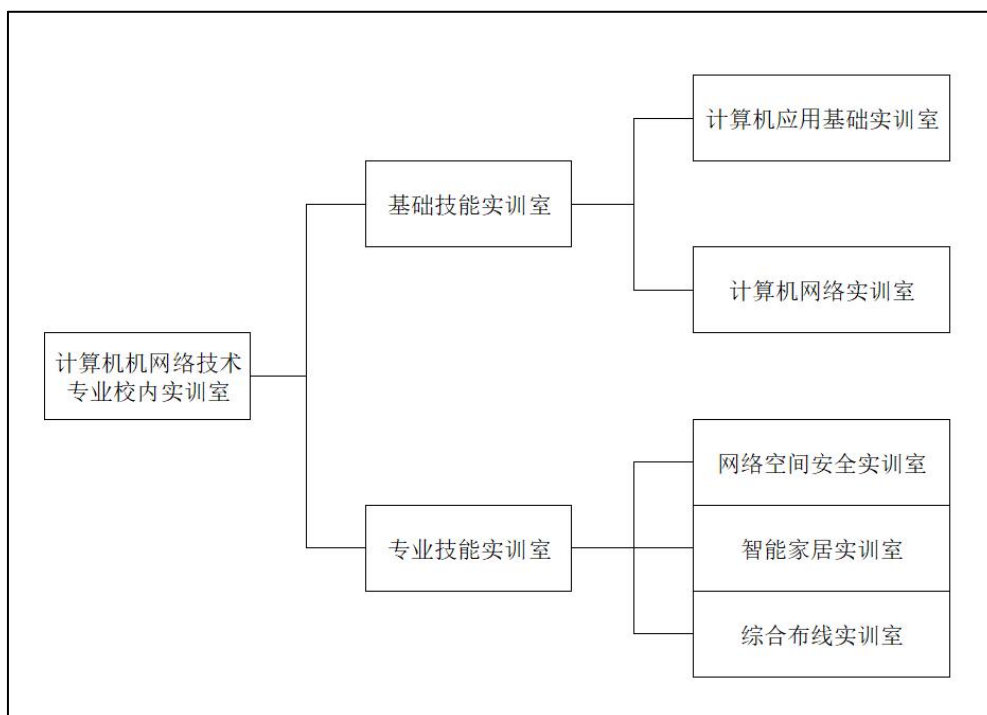 计算机应用基础实训室
基础技能实训室
计算机网络实训室
计算机机网络技术
专业校内实训室
网络空间安全实训室
专业技能实训室
智能家居实训室
综合布线实训室